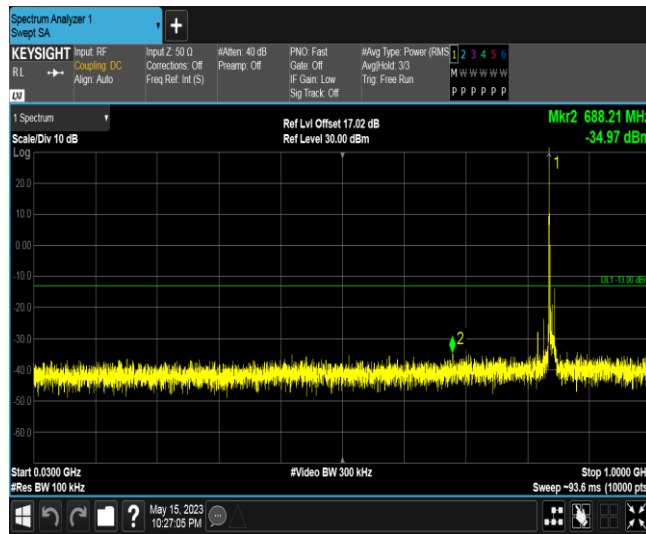 Spectrum Analyzer 1
Swept SA
+
KEYSIGHT
RL
LXI
Input: RF
Coupling: DC
Align: Auto
Input Z: 50 Ω
Corrections: Off
Freq Ref: Int (S)
#Atten: 40 dB
Preamp: Off
PNO: Fast
Gate: Off
IF Gain: Low
Sig Track: Off
#Avg Type: Power (RMS
Avg|Hold: 3/3
Trig: Free Run
1 2 3 4 5 6
M W W W W W
P P P P P P
1 Spectrum
Scale/Div 10 dB
Log
Ref Lvl Offset 17.02 dB
Ref Level 30.00 dBm
Mkr2 688.21 MHz
-34.97 dBm
1
20.0
10.0
0.00
-10.0
DL1 -13.00 dBm
-20.0
-30.0
2
-40.0
-50.0
-60.0
Start 0.0300 GHz
#Res BW 100 kHz
#Video BW 300 kHz
Stop 1.0000 GHz
Sweep ~93.6 ms (10000 pts
?
May 15, 2023
10:27:05 PM